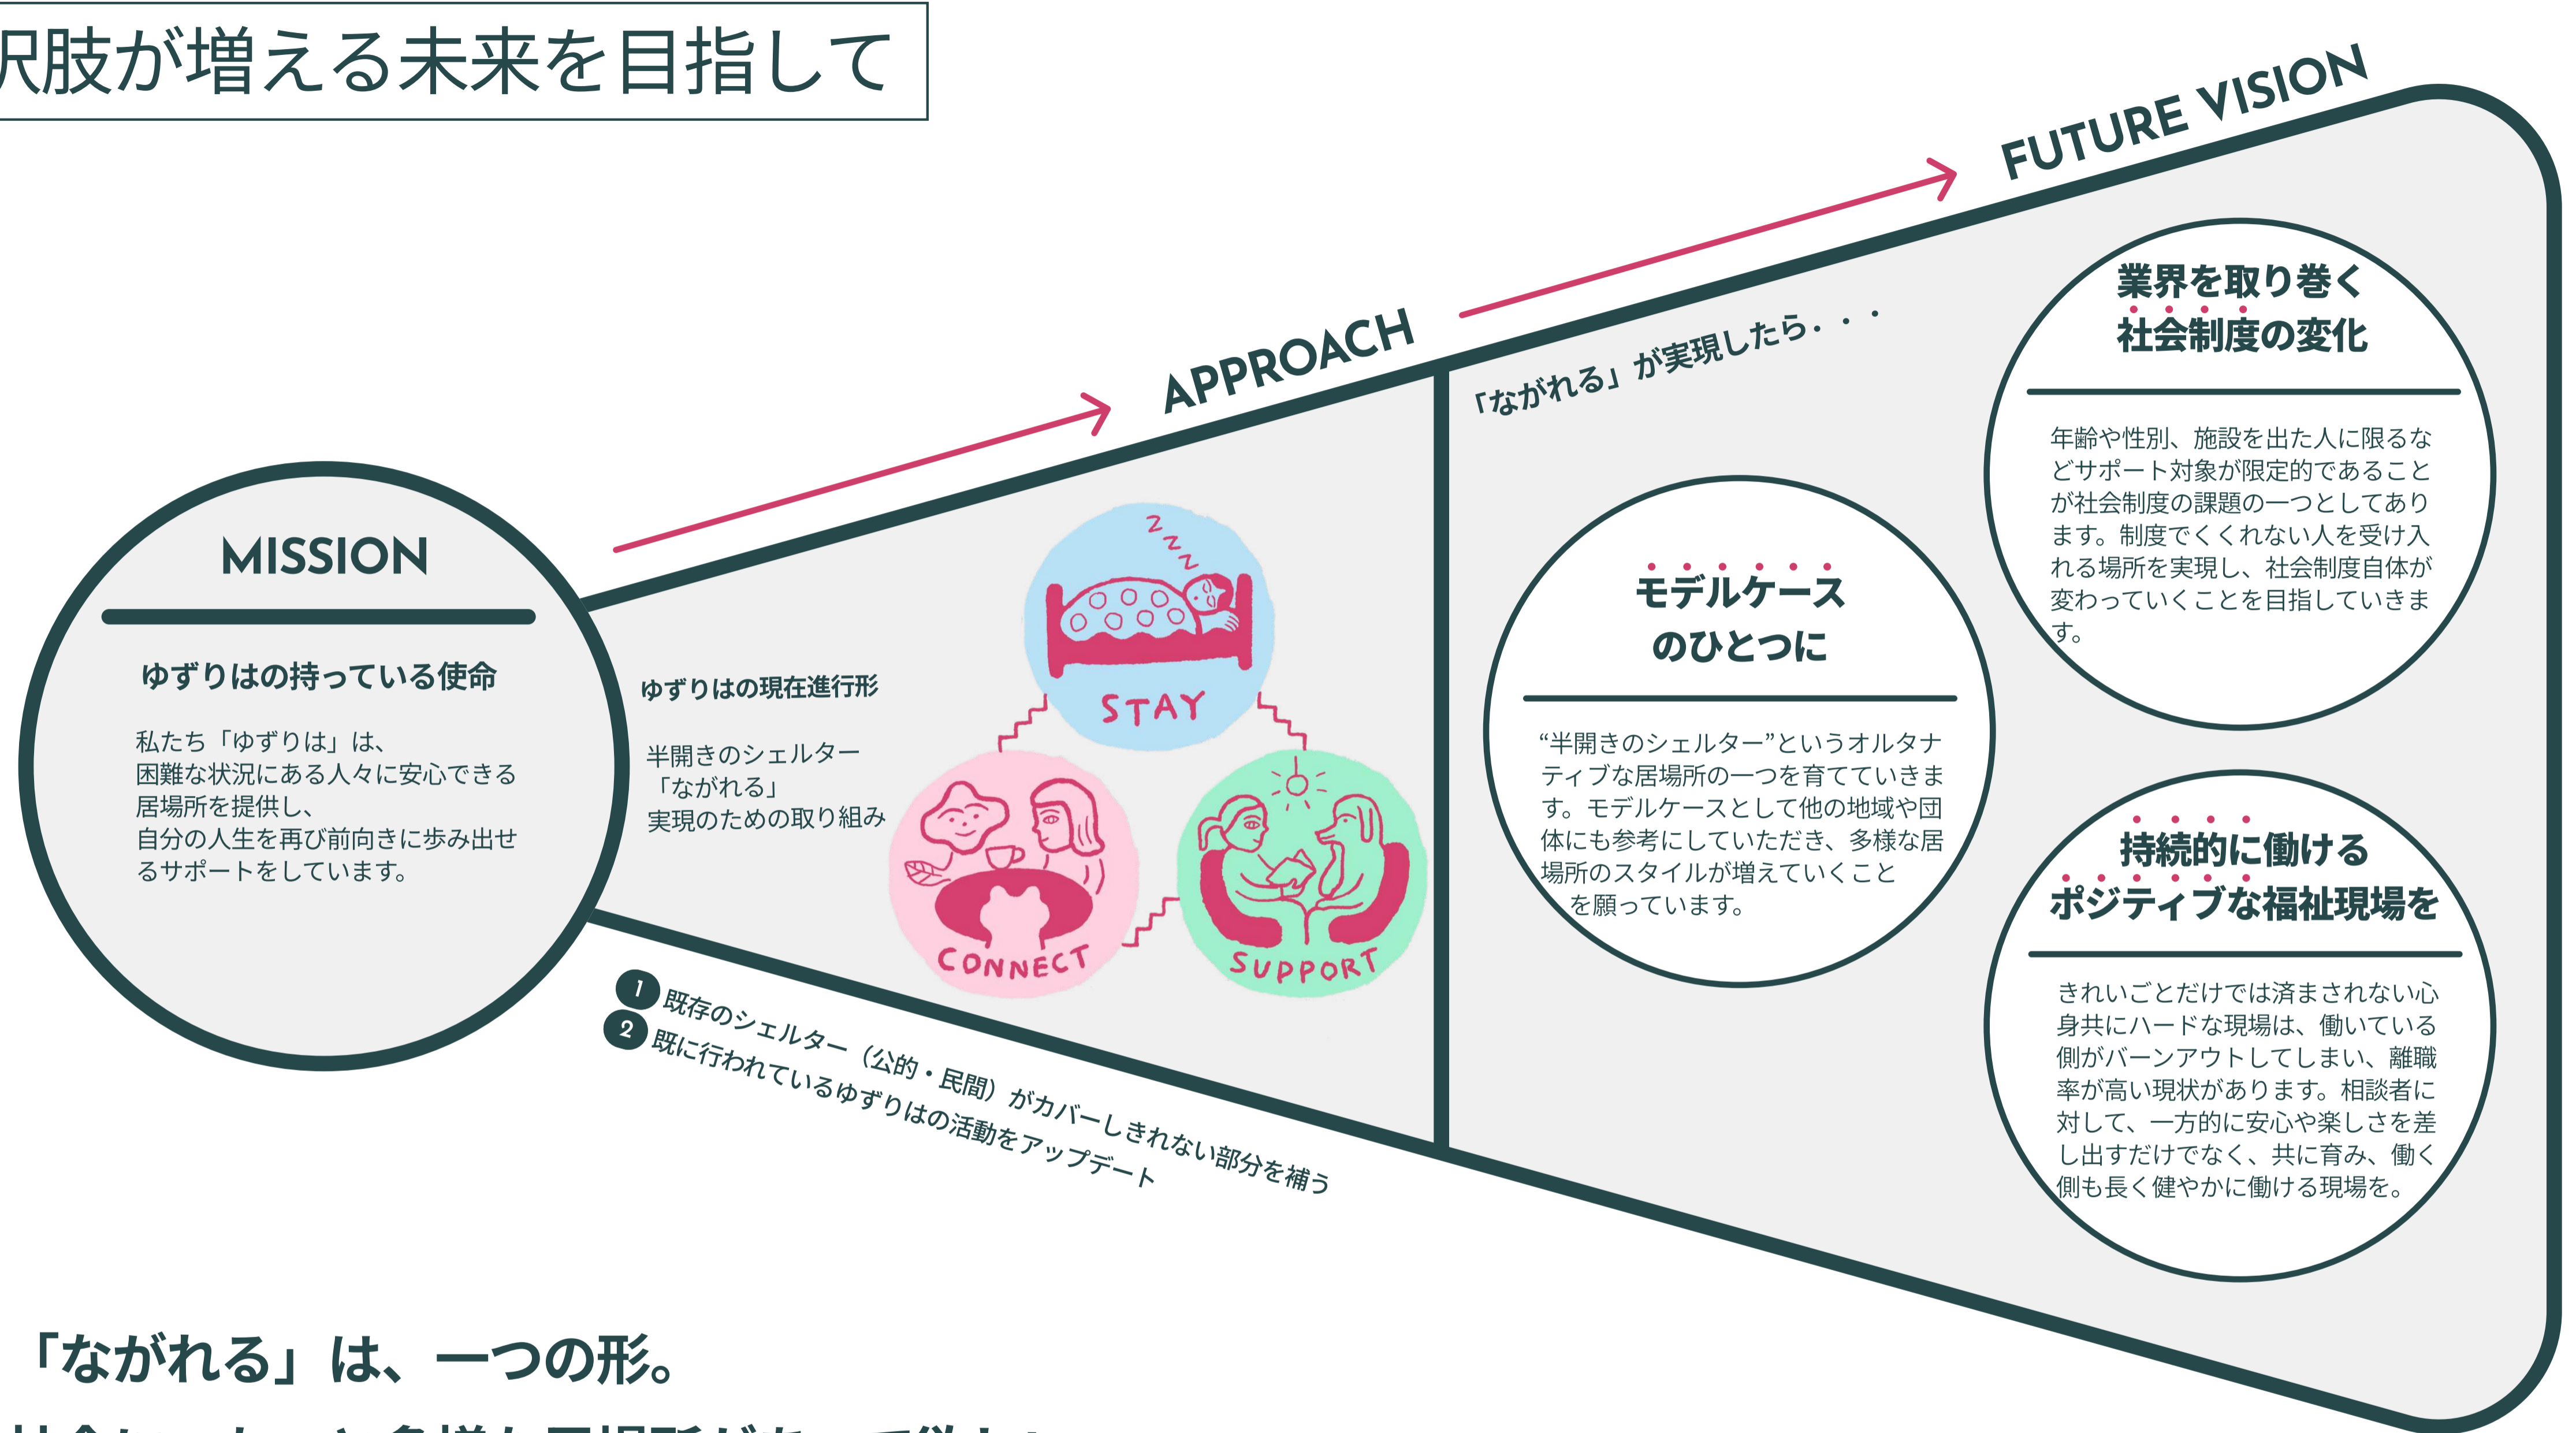 択肢が増える未来を目指して
MISSION
ゆずりはの持っている使命
私たち「ゆずりは」は、
困難な状況にある人々に安心できる
居場所を提供し、
自分の人生を再び前向きに歩み出せ
るサポートをしています。
APPROACH
ゆずりはの現在進行形
半開きのシェルター
「ながれる」
実現のための取り組み
STAY
CONNECT
SUPPORT
1 既存のシェルター（公的・民間）がカバーしきれない部分を補う
2 既に行われているゆずりはの活動をアップデート
FUTURE VISION
「ながれる」が実現したら・・・
モデルケース
のひとつに
“半開きのシェルター”というオルタナ
ティブな居場所の一つを育てていきま
す。モデルケースとして他の地域や団
体にも参考にしていただき、多様な居
場所のスタイルが増えていくこと
を願っています。
業界を取り巻く
社会制度の変化
年齢や性別、施設を出た人に限るな
どサポート対象が限定的であること
が社会制度の課題の一つとしてあり
ます。制度でくくれない人を受け入
れる場所を実現し、社会制度自体が
変わっていくことを目指していきま
す。
持続的に働ける
ポジティブな福祉現場を
きれいごとだけでは済まされない心
身共にハードな現場は、働いている
側がバーンアウトしてしまい、離職
率が高い現状があります。相談者に
対して、一方的に安心や楽しさを差
し出すだけでなく、共に育み、働く
側も長く健やかに働ける現場を。
「ながれる」は、一つの形。